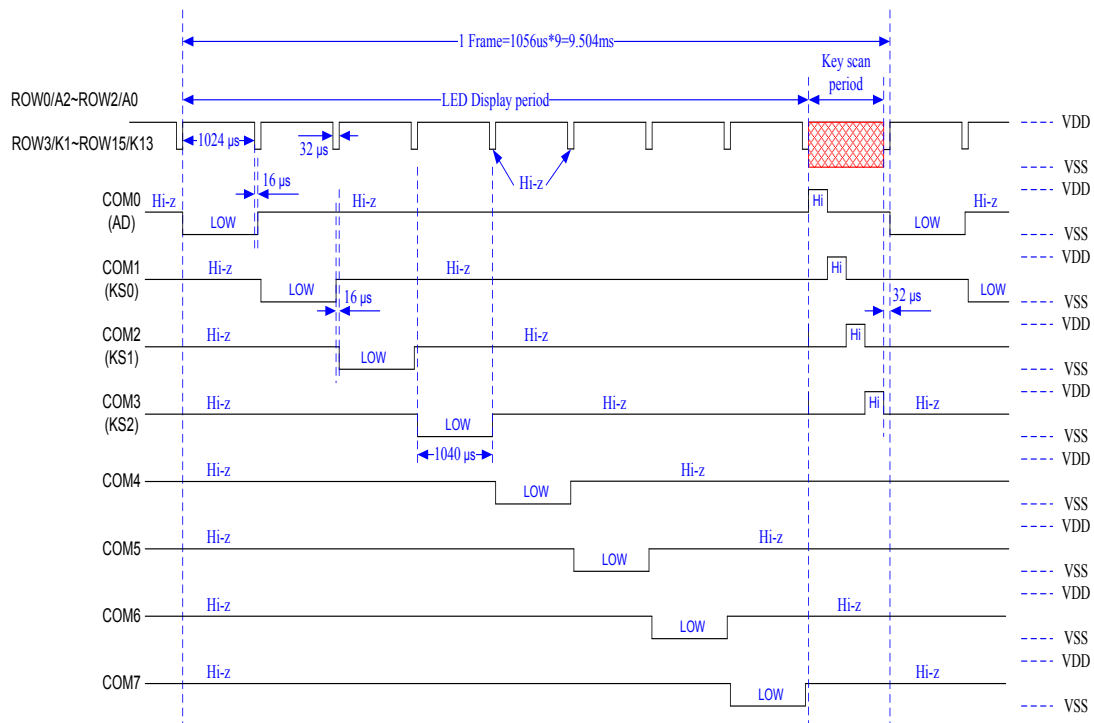 1 Frame=1056us*9=9.504ms
Key scan
period
ROW0/A2~ROW2/A0
LED Display period
VDD
1024 µs
32 µs
ROW3/K1~ROW15/K13
VSS
16 µs
Hi-z
VDD
COM0
Hi-z
Hi-z
Hi
Hi-z
(AD)
LOW
LOW
VSS
VDD
COM1
Hi-z
Hi-z
Hi
(KS0)
LOW
LOW
16 µs
32 µs
VSS
VDD
COM2
Hi-z
Hi-z
Hi
(KS1)
LOW
VSS
VDD
COM3
Hi-z
Hi-z
Hi
Hi-z
(KS2)
LOW
VSS
1040 µs
VDD
COM4
Hi-z
Hi-z
LOW
VSS
VDD
COM5
Hi-z
Hi-z
LOW
VSS
VDD
COM6
Hi-z
Hi-z
LOW
VSS
VDD
COM7
Hi-z
Hi-z
LOW
VSS